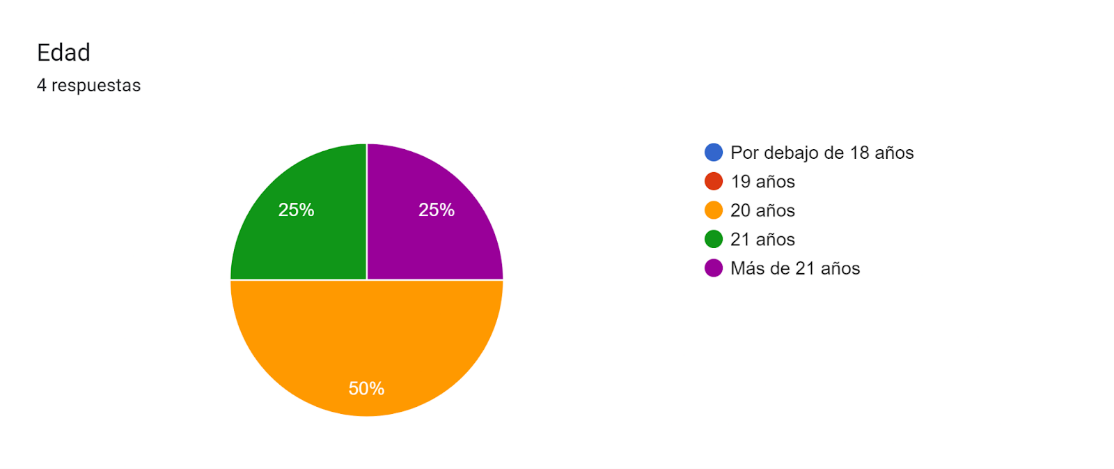 Edad
4 respuestas
25%
25%
50%
Por debajo de 18 años
19 años
20 años
21 años
Más de 21 años